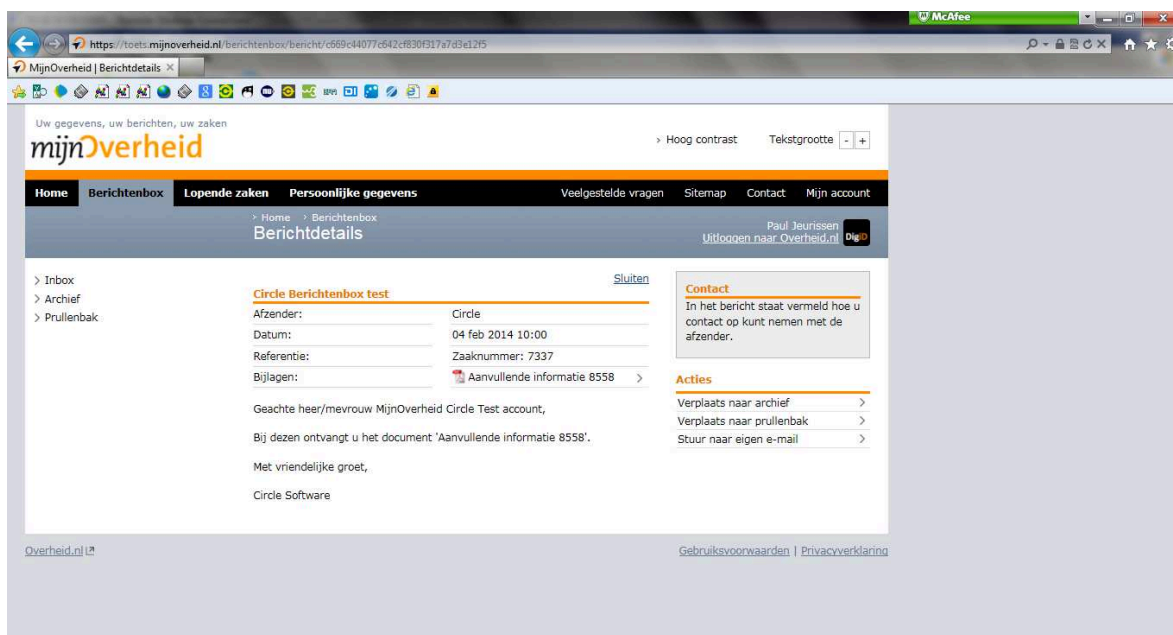 McAfee
https://toets.mijnoverheid.nl/berichtenbox/bericht/c669c44077c642cf830f317a7d3e12f5
MijnOverheid | Berichtdetails
Uw gegevens, uw berichten, uw zaken
mijnOverheid
Hoog contrast Tekstgrootte - +
Home Berichtenbox Lopende zaken Persoonlijke gegevens Veelgestelde vragen Sitemap Contact Mijn account
Home Berichtenbox
Berichtdetails
Paul Jeurissen
Uitloggen naar Overheid.nl DigiD
Inbox
Archief
Prullenbak
Sluiten
Circle Berichtenbox test
Afzender: Circle
Datum: 04 feb 2014 10:00
Referentie: Zaaknummer: 7337
Bijlagen: Aanvullende informatie 8558
Geachte heer/mevrouw MijnOverheid Circle Test account,
Bij dezen ontvangt u het document 'Aanvullende informatie 8558'.
Met vriendelijke groet,
Circle Software
Contact
In het bericht staat vermeld hoe u
contact op kunt nemen met de
afzender.
Acties
Verplaats naar archief
Verplaats naar prullenbak
Stuur naar eigen e-mail
Overheid.nl
Gebruiksvoorwaarden | Privacyverklaring